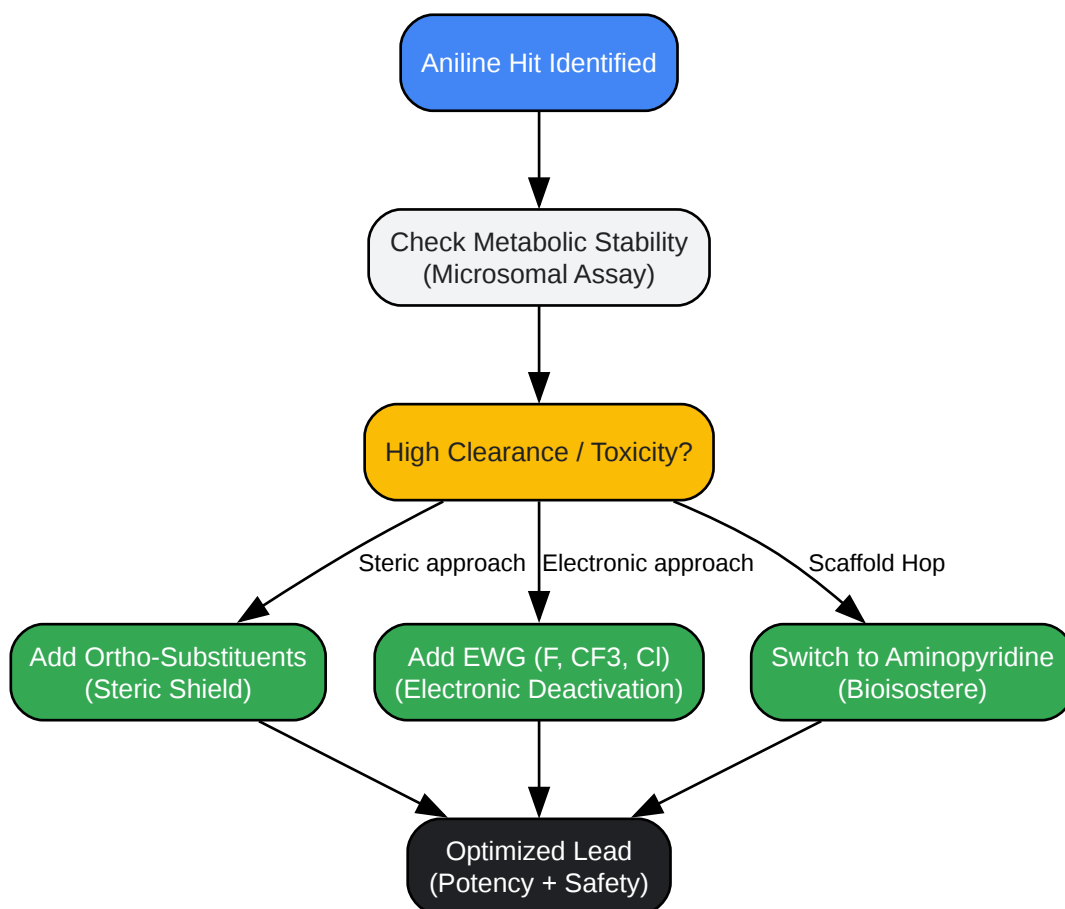 Aniline Hit Identified
Check Metabolic Stability
(Microsomal Assay)
High Clearance / Toxicity?
Steric approach
Electronic approach
Scaffold Hop
Add Ortho-Substituents
(Steric Shield)
Add EWG (F, CF3, Cl)
(Electronic Deactivation)
Switch to Aminopyridine
(Bioisostere)
Optimized Lead
(Potency + Safety)